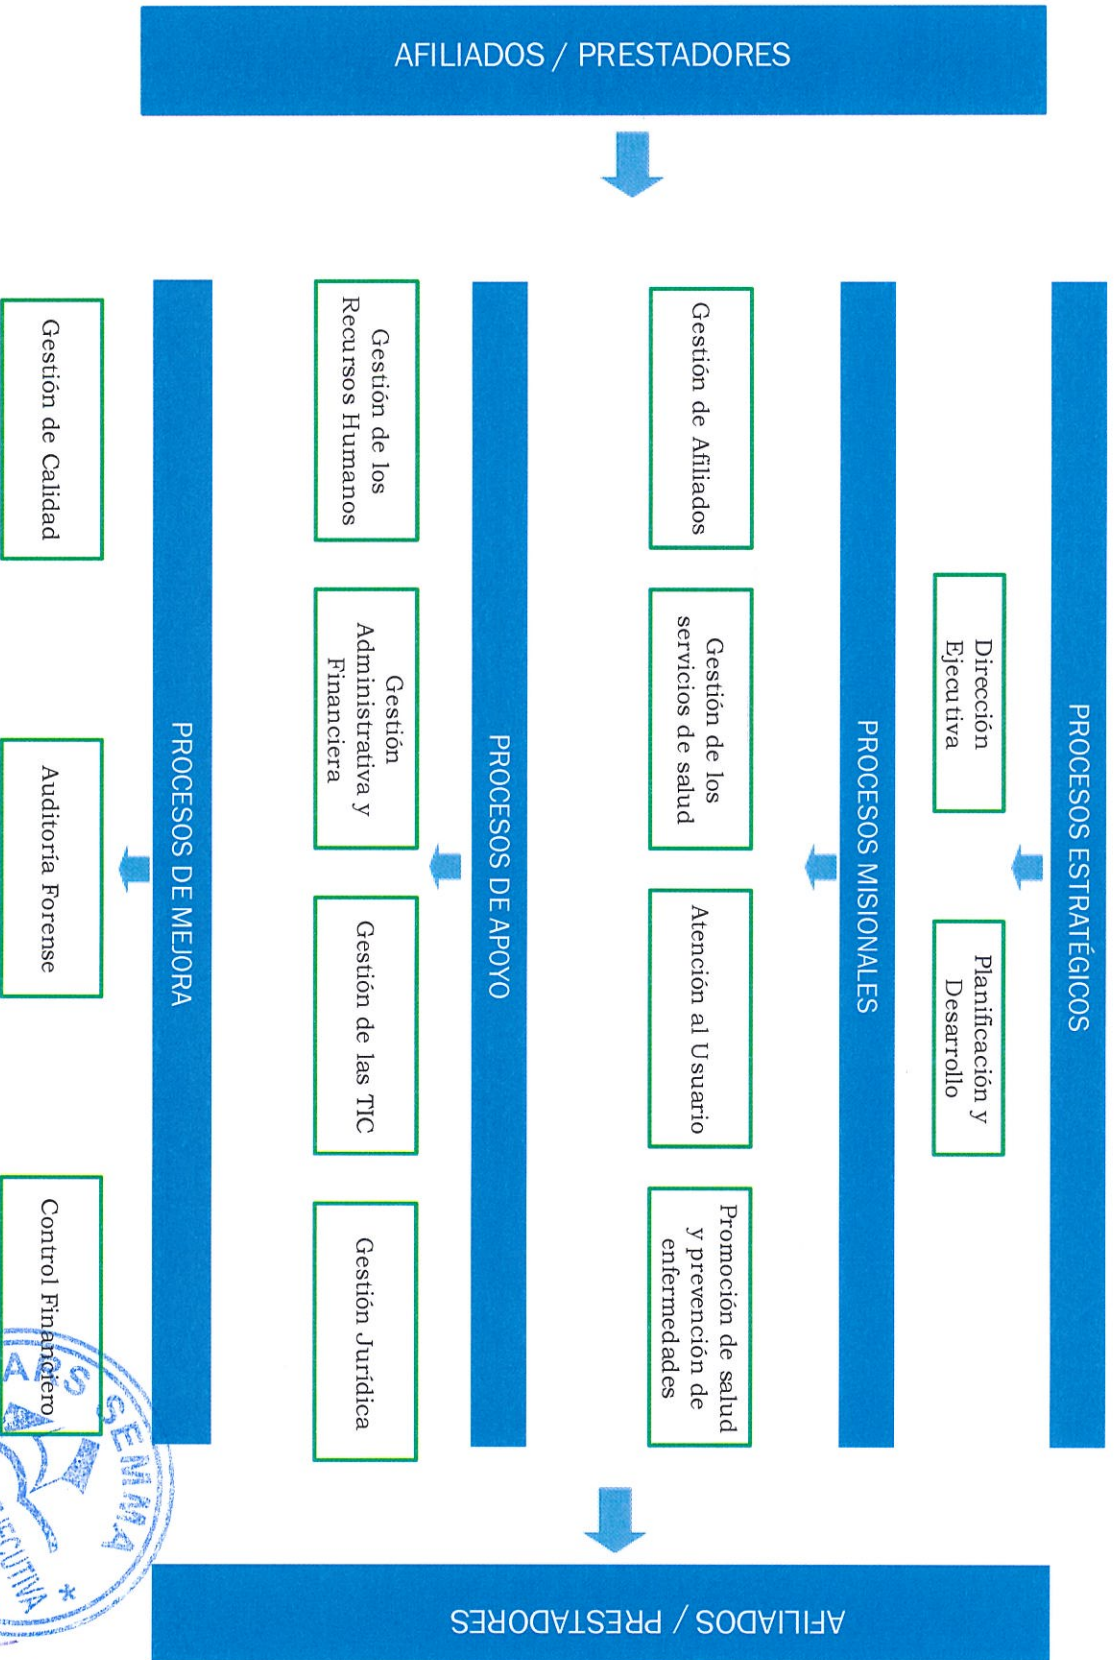 AFILIADOS / PRESTADORES
PROCESOS ESTRATÉGICOS
Dirección
Ejecutiva
Planificación y
Desarrollo
PROCESOS MISIONALES
Gestión de Afiliados
Gestión de los
servicios de salud
Atención al Usuario
Promoción de salud
y prevención de
enfermedades
PROCESOS DE APOYO
Gestión de los
Recursos Humanos
Gestión
Administrativa y
Financiera
Gestión de las TIC
Gestión Jurídica
PROCESOS DE MEJORA
Gestión de Calidad
Auditoría Forense
Control Financiero
AFILIADOS / PRESTADORES
ARS SEMMA